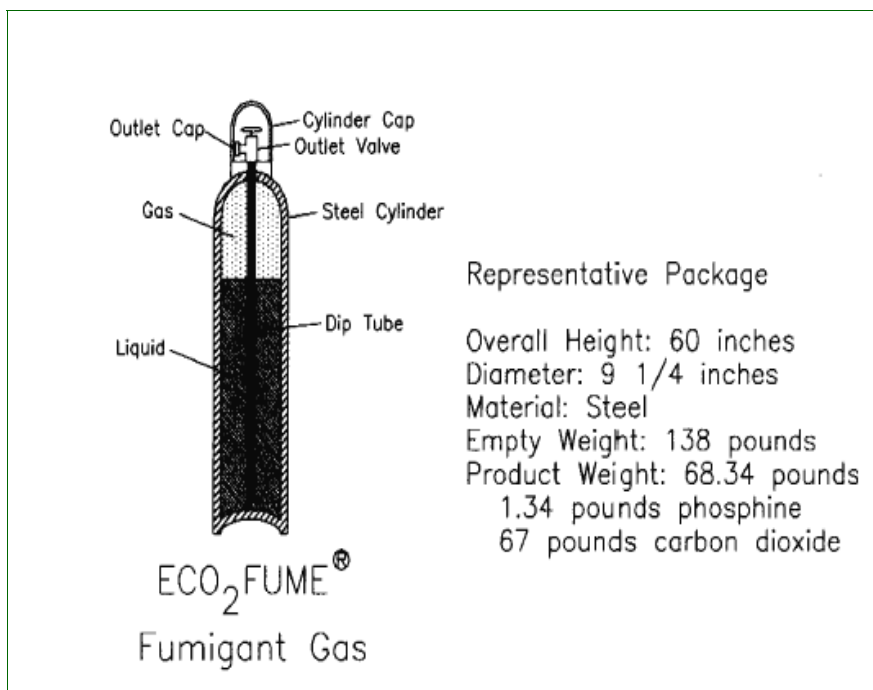 Outlet Cap
Cylinder Cap
Outlet Valve
Gas
Steel Cylinder
Dip Tube
Liquid
ECO₂FUME®
Fumigant Gas
Representative Package
Overall Height: 60 inches
Diameter: 9 1/4 inches
Material: Steel
Empty Weight: 138 pounds
Product Weight: 68.34 pounds
1.34 pounds phosphine
67 pounds carbon dioxide